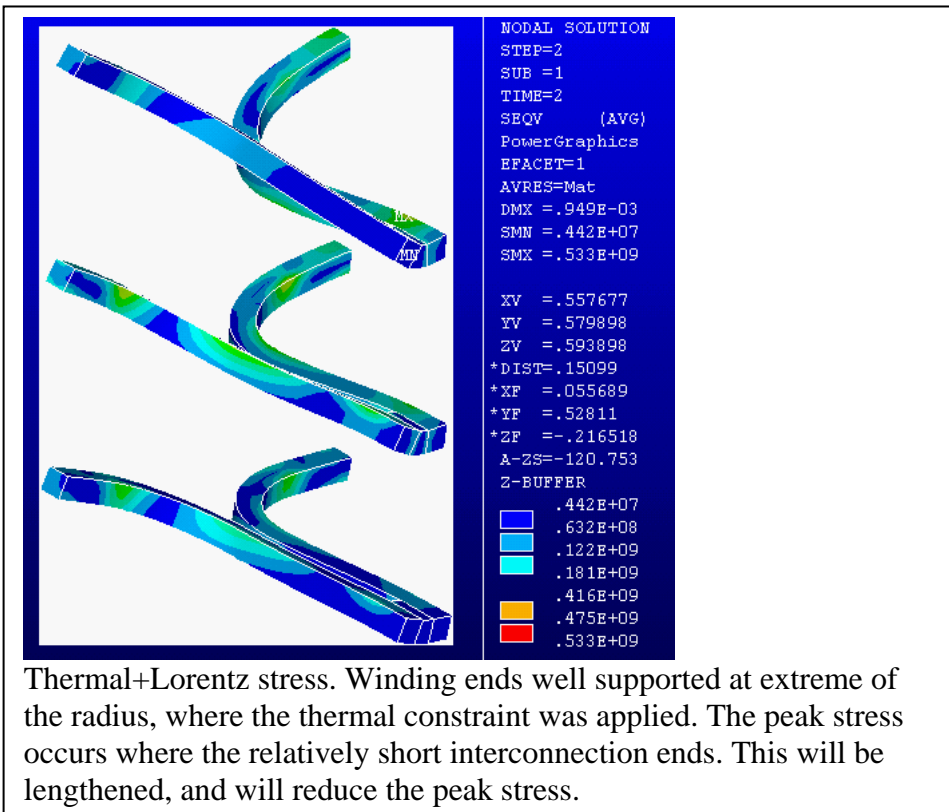 NODAL SOLUTION
STEP=2
SUB =1
TIME=2
SEQV (AVG)
PowerGraphics
EFACET=1
AVRES=Mat
DMX =.949E-03
SMN =.442E+07
SMX =.533E+09
XV =.557677
YV =.579898
ZV =.593898
*DIST=.15099
*XF =.055689
*YF =.52811
*ZF =-.216518
A-ZS=-120.753
Z-BUFFER
.442E+07
.632E+08
.122E+09
.181E+09
.416E+09
.475E+09
.533E+09
MX
MN
Thermal+Lorentz stress. Winding ends well supported at extreme of
the radius, where the thermal constraint was applied. The peak stress
occurs where the relatively short interconnection ends. This will be
lengthened, and will reduce the peak stress.